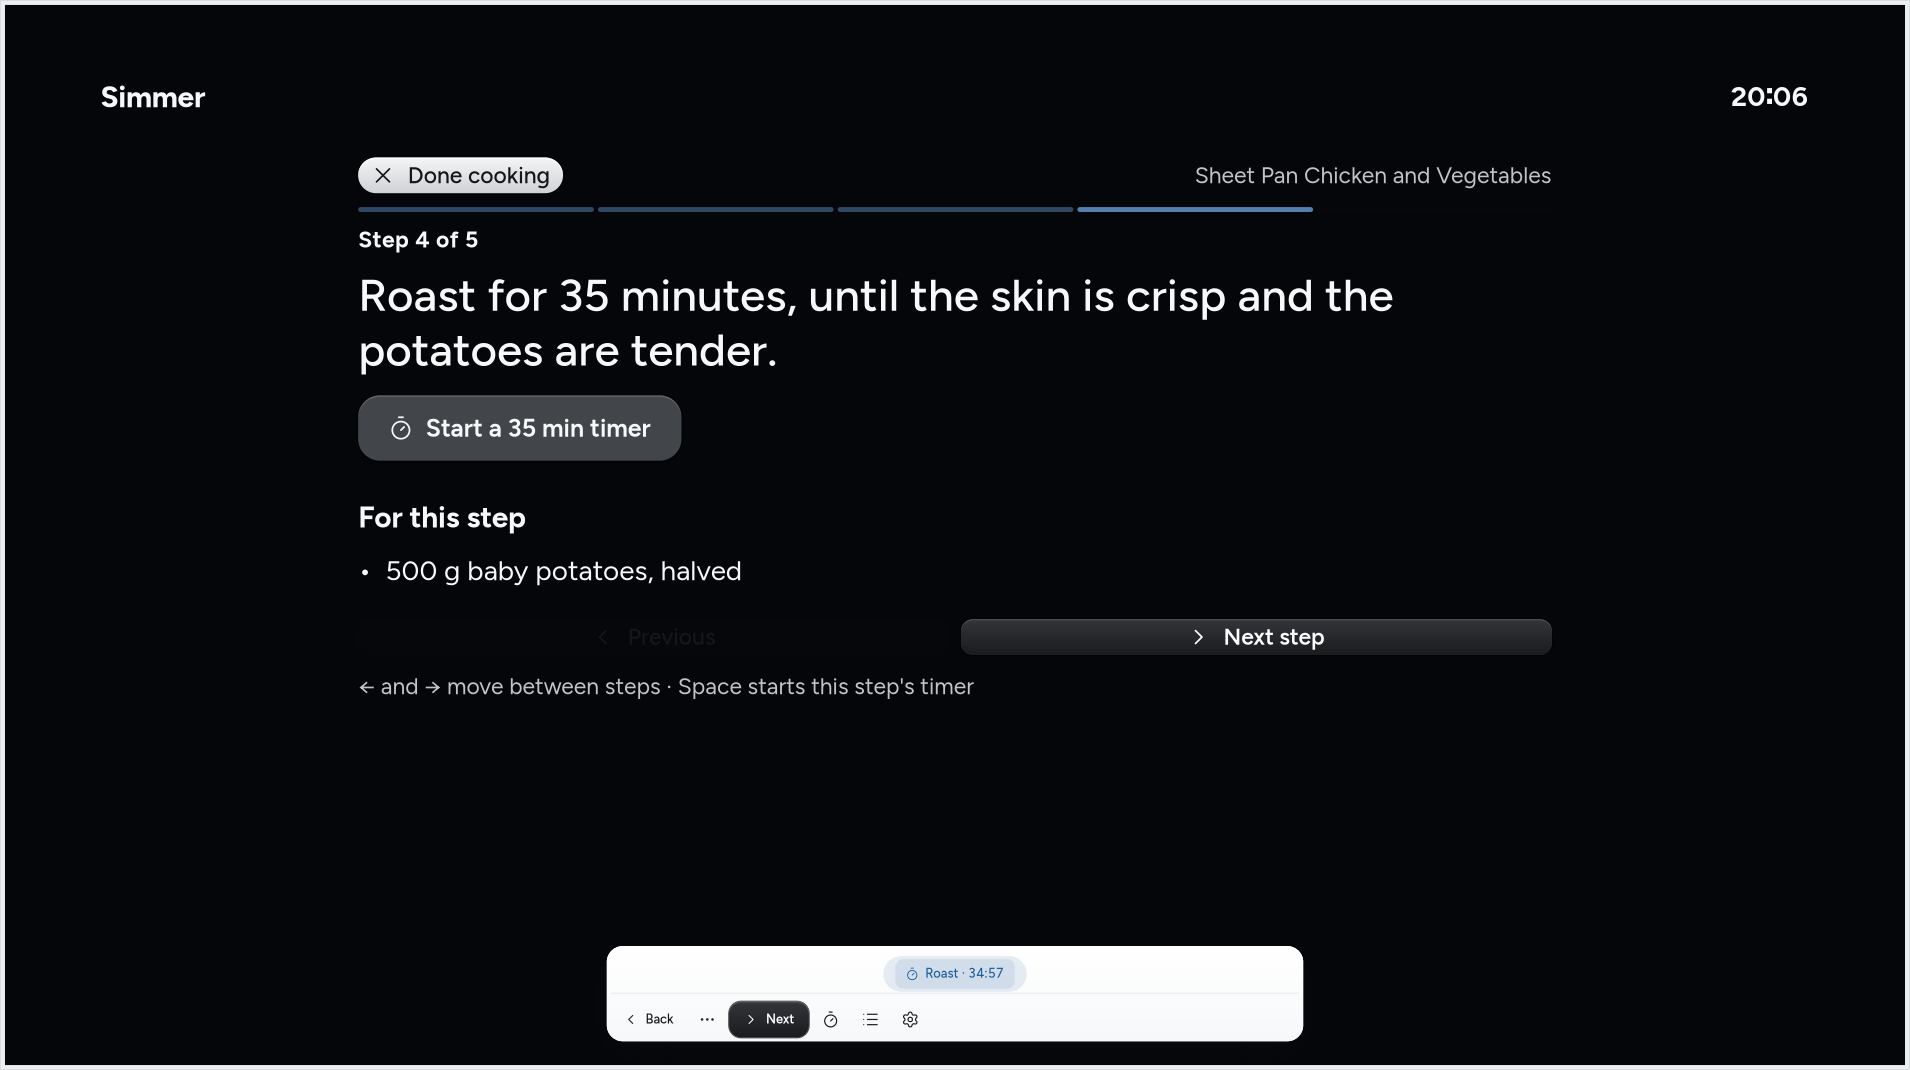 Simmer
20:06
Done cooking
Sheet Pan Chicken and Vegetables
Step 4 of 5
Roast for 35 minutes, until the skin is crisp and the
potatoes are tender.
Start a 35 min timer
For this step
• 500 g baby potatoes, halved
Previous
Next step
← and → move between steps · Space starts this step's timer
Roast · 34:57
Back
Next